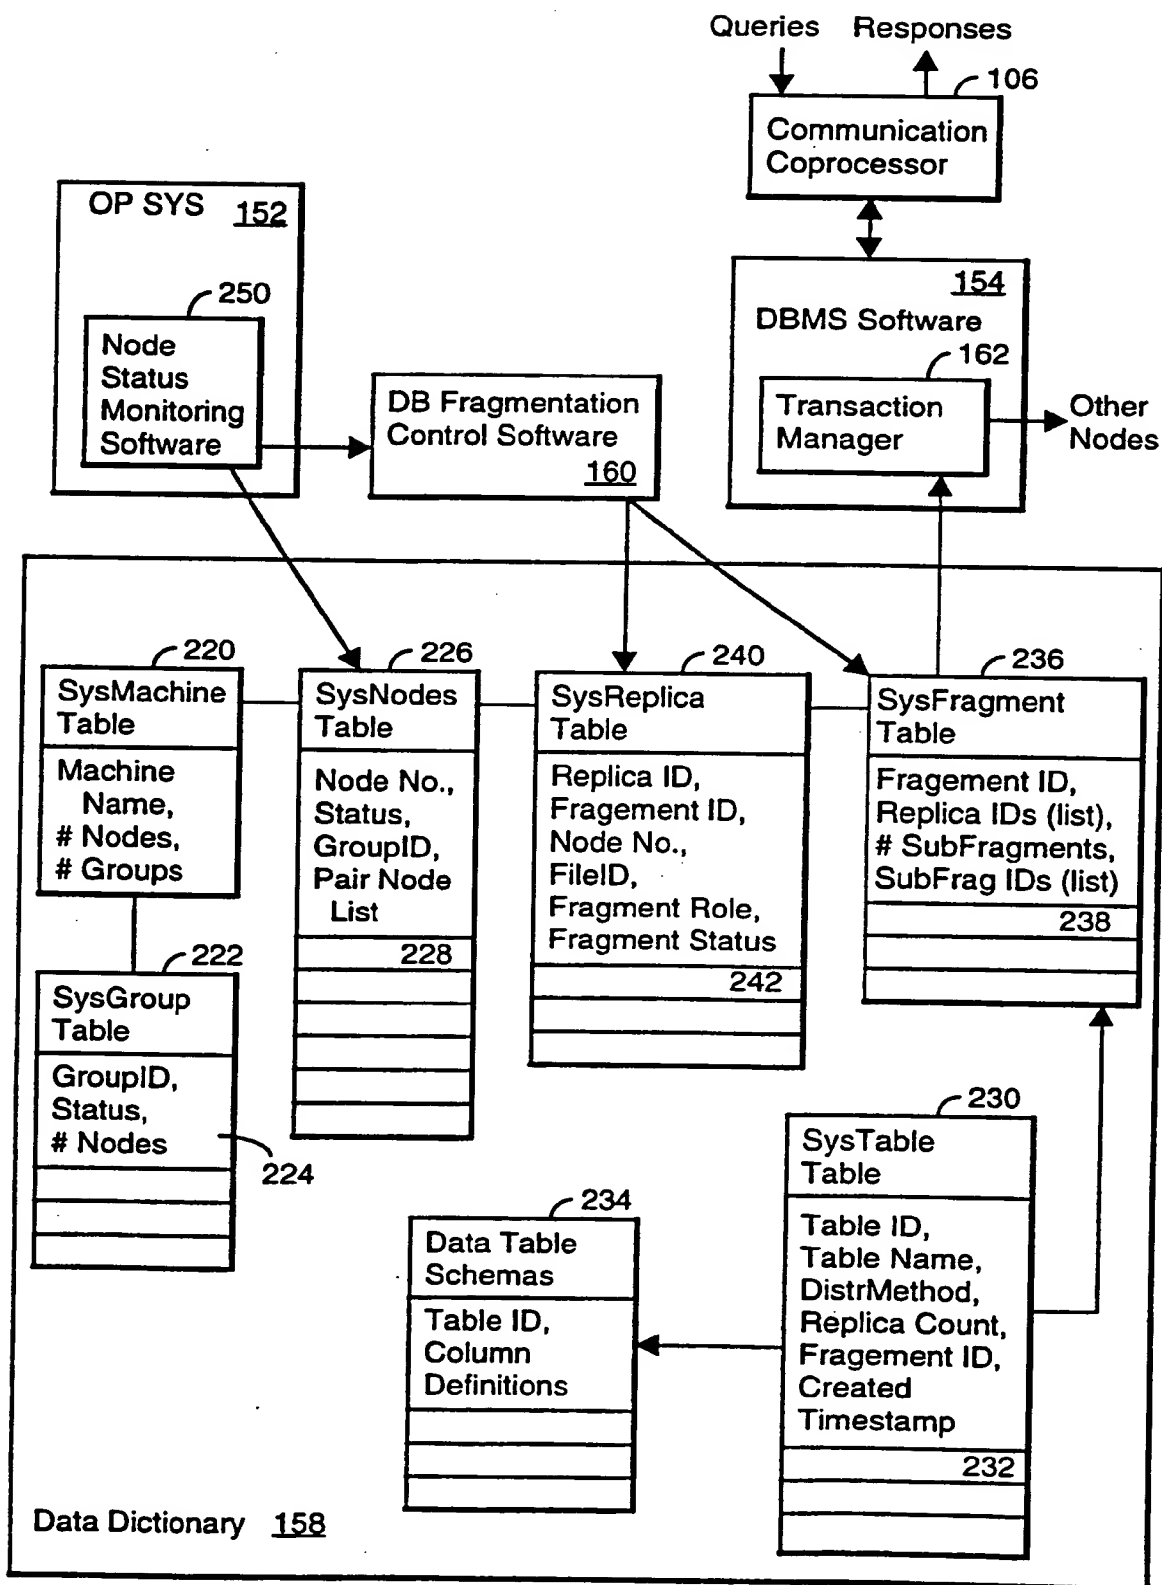 Queries Responses
106
Communication
Coprocessor
OP SYS 152
250
Node
Status
Monitoring
Software
DB Fragmentation
Control Software
160
154
DBMS Software
162
Transaction
Manager
Other
Nodes
220
SysMachine
Table
Machine
Name,
# Nodes,
# Groups
226
SysNodes
Table
Node No.,
Status,
GroupID,
Pair Node
List
228
240
SysReplica
Table
Replica ID,
Fragement ID,
Node No.,
FileID,
Fragment Role,
Fragment Status
242
236
SysFragment
Table
Fragement ID,
Replica IDs (list),
# SubFragments,
SubFrag IDs (list)
238
222
SysGroup
Table
GroupID,
Status,
# Nodes
224
234
Data Table
Schemas
Table ID,
Column
Definitions
230
SysTable
Table
Table ID,
Table Name,
DistrMethod,
Replica Count,
Fragement ID,
Created
Timestamp
232
Data Dictionary 158